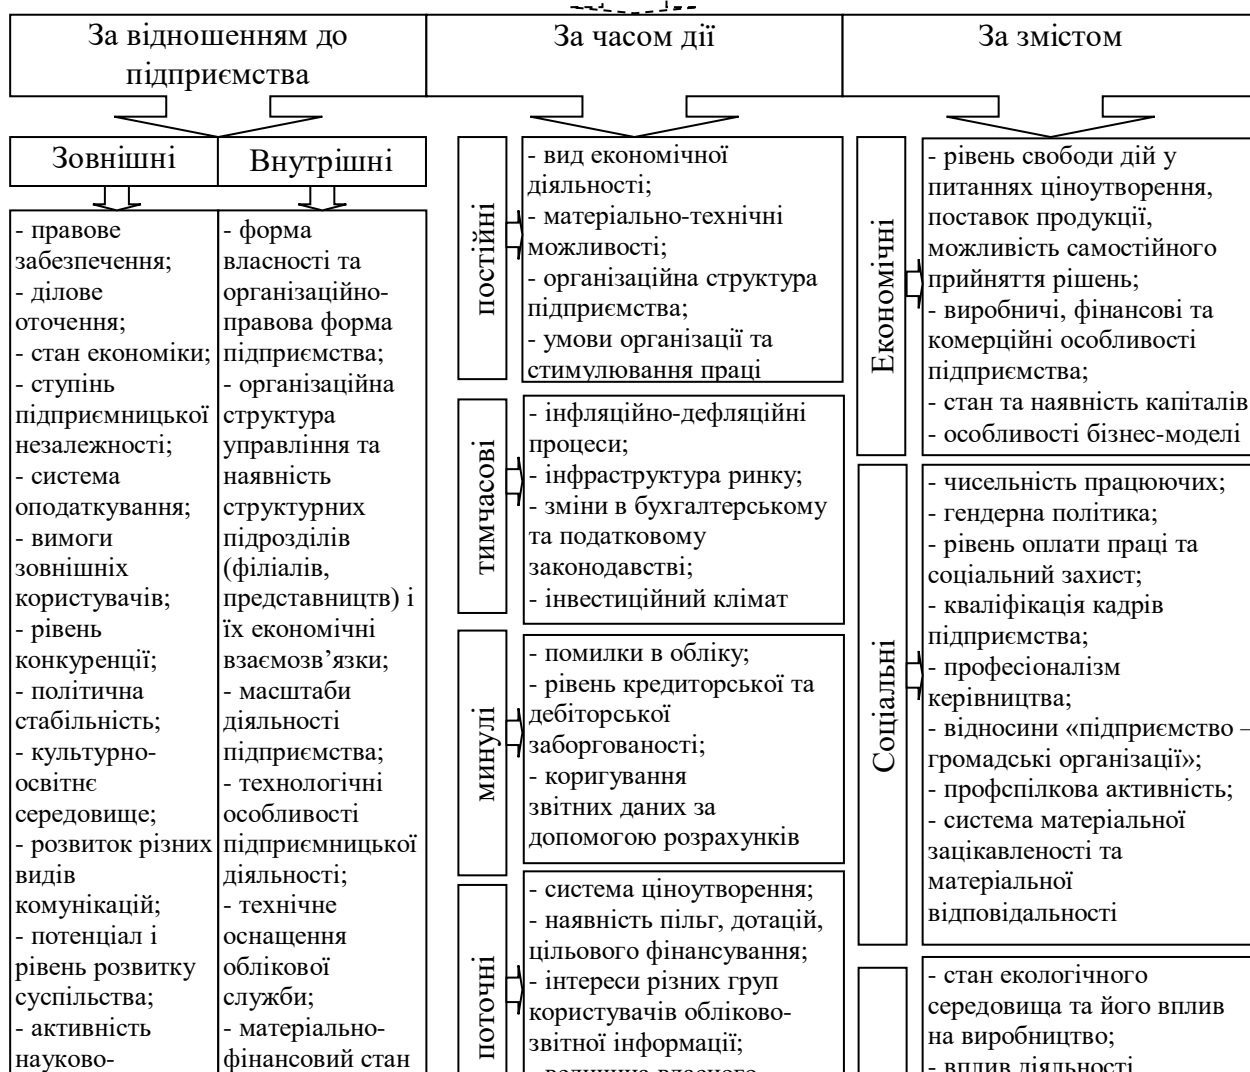 За відношенням до
підприємства
За часом дії
За змістом
Зовнішні
Внутрішні
- правове
забезпечення;
- ділове
оточення;
- стан економіки;
- ступінь
підприємницької
незалежності;
- система
оподаткування;
- вимоги
зовнішніх
користувачів;
- рівень
конкуренції;
- політична
стабільність;
- культурно-
освітнє
середовище;
- розвиток різних
видів
комунікацій;
- потенціал і
рівень розвитку
суспільства;
- активність
науково-
- форма
власності та
організаційно-
правова форма
підприємства;
- організаційна
структура
управління та
наявність
структурних
підрозділів
(філіалів,
представництв) і
їх економічні
взаємозв’язки;
- масштаби
діяльності
підприємства;
- технологічні
особливості
підприємницької
діяльності;
- технічне
оснащення
облікової
служби;
- матеріально-
фінансовий стан
постійні
- вид економічної
діяльності;
- матеріально-технічні
можливості;
- організаційна структура
підприємства;
- умови організації та
стимулювання праці
тимчасові
- інфляційно-дефляційні
процеси;
- інфраструктура ринку;
- зміни в бухгалтерському
та податковому
законодавстві;
- інвестиційний клімат
минулі
- помилки в обліку;
- рівень кредиторської та
дебіторської
заборгованості;
- коригування
звітних даних за
допомогою розрахунків
поточні
- система ціноутворення;
- наявність пільг, дотацій,
цільового фінансування;
- інтереси різних груп
користувачів обліково-
звітної інформації;
- величина власного
Економічні
- рівень свободи дій у
питаннях ціноутворення,
поставок продукції,
можливість самостійного
прийняття рішень;
- виробничі, фінансові та
комерційні особливості
підприємства;
- стан та наявність капіталів
- особливості бізнес-моделі
Соціальні
- чисельність працюючих;
- гендерна політика;
- рівень оплати праці та
соціальний захист;
- кваліфікація кадрів
підприємства;
- професіоналізм
керівництва;
- відносини «підприємство –
громадські організації»;
- профспілкова активність;
- система матеріальної
зацікавленості та
матеріальної
відповідальності
- стан екологічного
середовища та його вплив
на виробництво;
- вплив діяльності